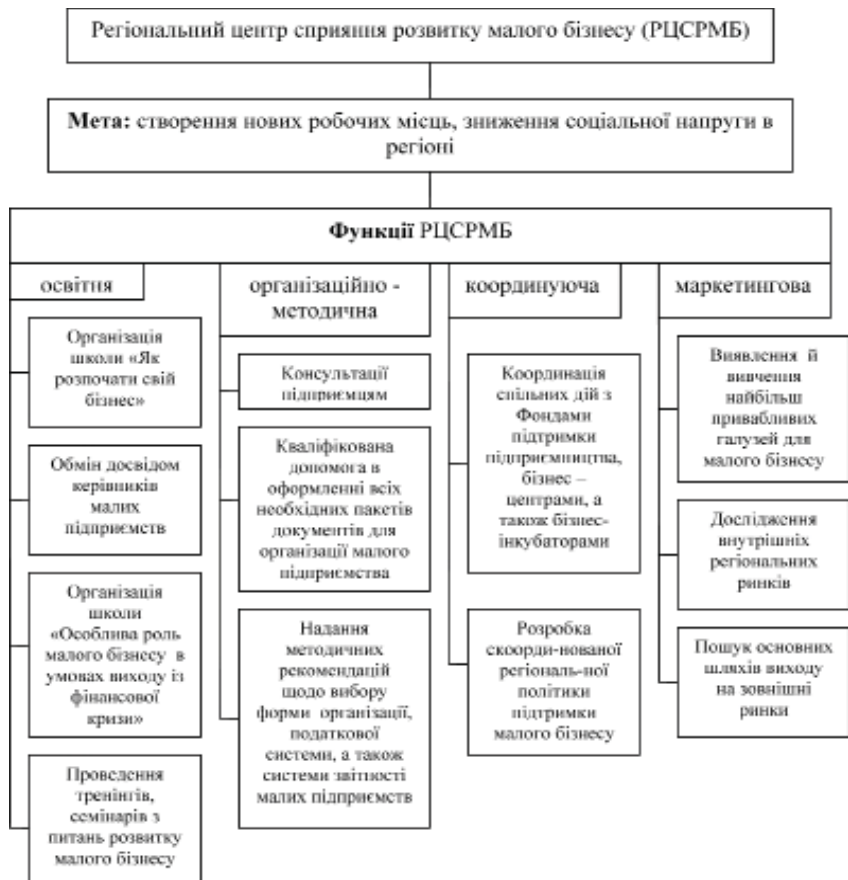 Регіональний центр сприяння розвитку малого бізнесу (РЦСРМБ)
Мета: створення нових робочих місць, зниження соціальної напруги в
регіоні
Функції РЦСРМБ
освітня
Організація
школи «Як
розпочати свій
бізнес»
Обмін досвідом
керівників
малих
підприємств
Організація
школи
«Особлива роль
малого бізнесу в
умовах виходу із
фінансової
кризи»
Проведення
тренінгів,
семінарів з
питань розвитку
малого бізнесу
організаційно -
методична
Консультації
підприємцям
Кваліфікована
допомога в
оформленні всіх
необхідних пакетів
документів для
організації малого
підприємства
Надання
методичних
рекомендацій
щодо вибору
форми організації,
податкової
системи, а також
системи звітності
малих підприємств
координуюча
Координація
спільних дій з
Фондами
підтримки
підприємництва,
бізнес –
центрами, а
також бізнес-
інкубаторами
Розробка
скоорди-нованої
регіональ-ної
політики
підтримки
малого бізнесу
маркетингова
Виявлення й
вивчення
найбільш
привабливих
галузей для
малого бізнесу
Дослідження
внутрішніх
регіональних
ринків
Пошук основних
шляхів виходу
на зовнішні
ринки